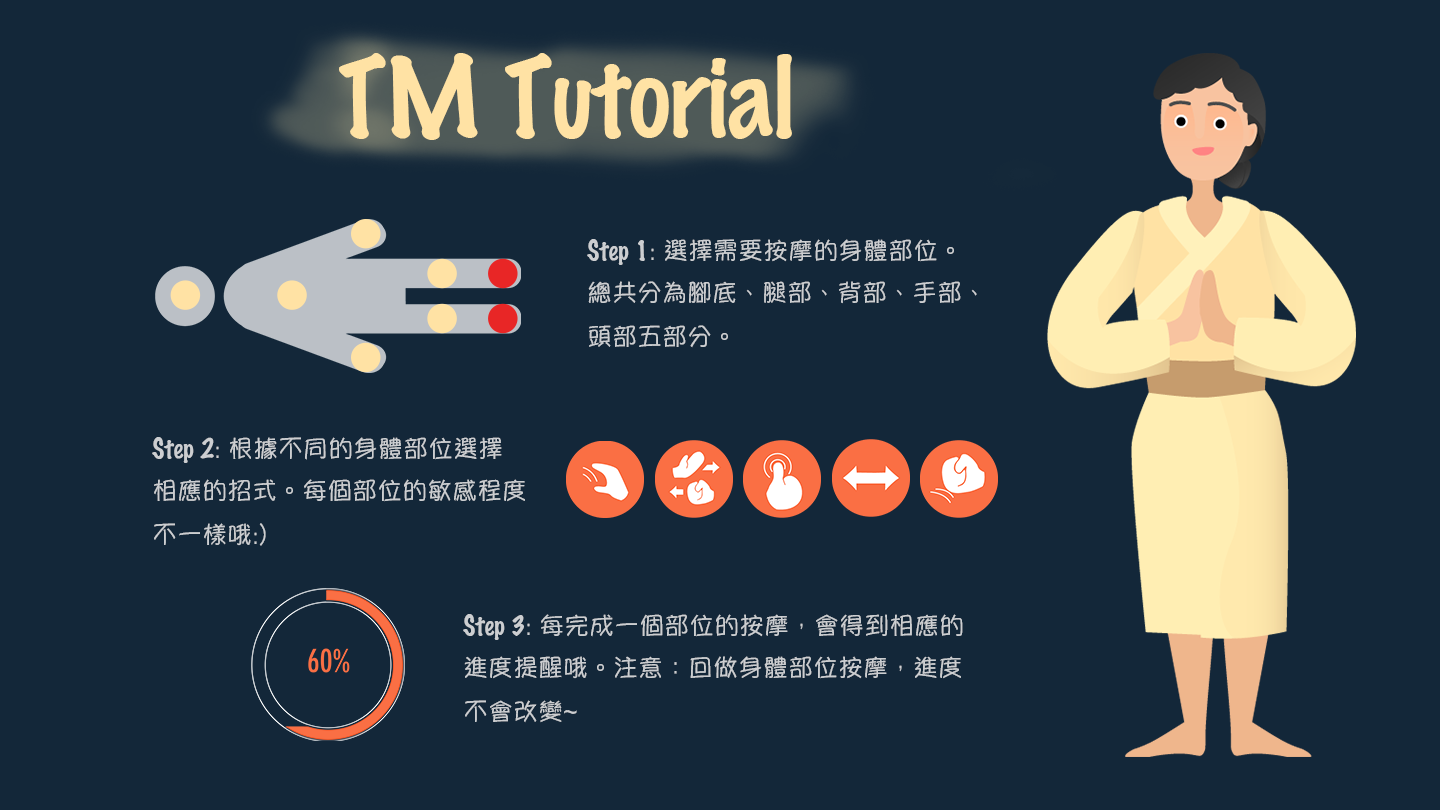 TM Tutorial
Step 1: 選擇需要按摩的身體部位。
總共分為腳底、腿部、背部、手部、
頭部五部分。
Step 2: 根據不同的身體部位選擇
相應的招式。每個部位的敏感程度
不一樣哦:)
60%
Step 3: 每完成一個部位的按摩，會得到相應的
進度提醒哦。注意：回做身體部位按摩，進度
不會改變~